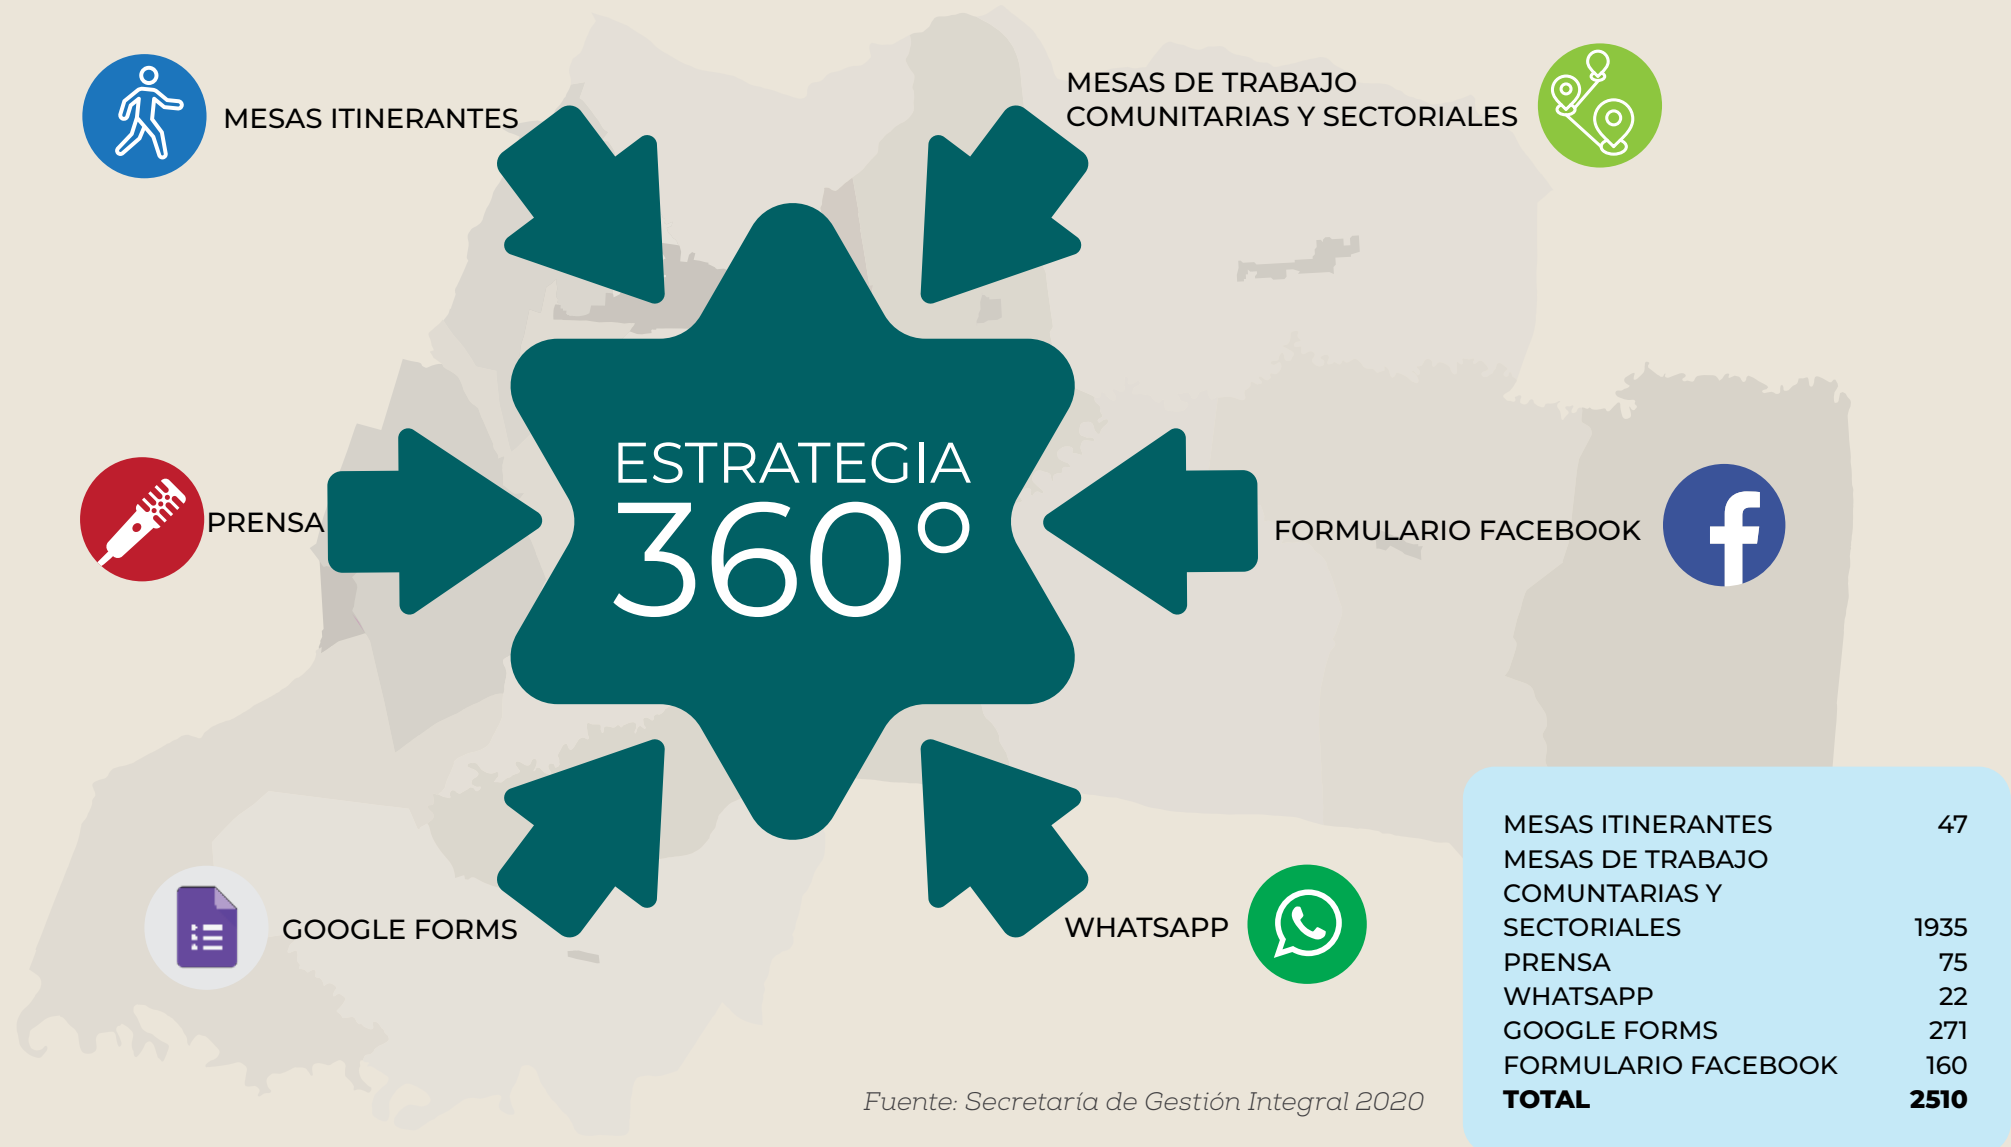 MESAS ITINERANTES
MESAS DE TRABAJO
COMUNITARIAS Y SECTORIALES
PRENSA
ESTRATEGIA
360°
FORMULARIO FACEBOOK
GOOGLE FORMS
WHATSAPP
MESAS ITINERANTES 47
MESAS DE TRABAJO
COMUNTARIAS Y
SECTORIALES 1935
PRENSA 75
WHATSAPP 22
GOOGLE FORMS 271
FORMULARIO FACEBOOK 160
TOTAL 2510
Fuente: Secretaría de Gestión Integral 2020